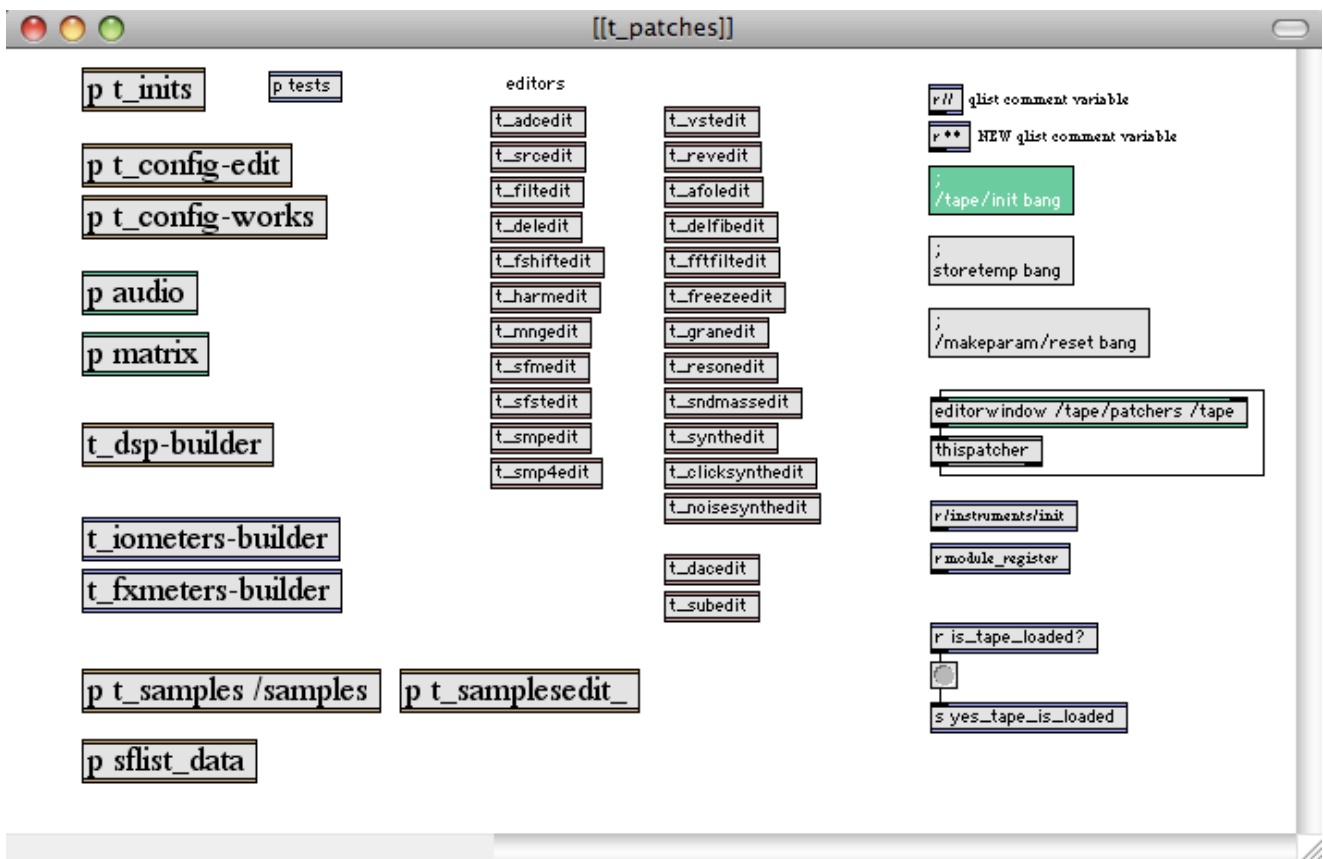 [[t_patches]]
p t_inits
p tests
p t_config-edit
p t_config-works
p audio
p matrix
t_dsp-builder
t_iometers-builder
t_fxmeters-builder
p t_samples /samples
p t_samplesedit_
p sflist_data
editors
t_adcedit
t_srcedit
t_filtedit
t_deledit
t_fshiftedit
t_harmedit
t_mngedit
t_sfmedit
t_sfstedit
t_smpedit
t_smp4edit
t_vstedit
t_revedit
t_afoledit
t_delfibedit
t_fftfiltedit
t_freezeedit
t_granedit
t_resonedit
t_sndmassedit
t_synthedit
t_clicksynthedit
t_noisesynthedit
t_dacedit
t_subedit
r // qlist comment variable
r ** NEW qlist comment variable
;
/tape/init bang
;
storetemp bang
;
/makeparam/reset bang
editorwindow /tape/patchers /tape
thispatcher
r /instruments/init
r module_register
r is_tape_loaded?
s yes_tape_is_loaded